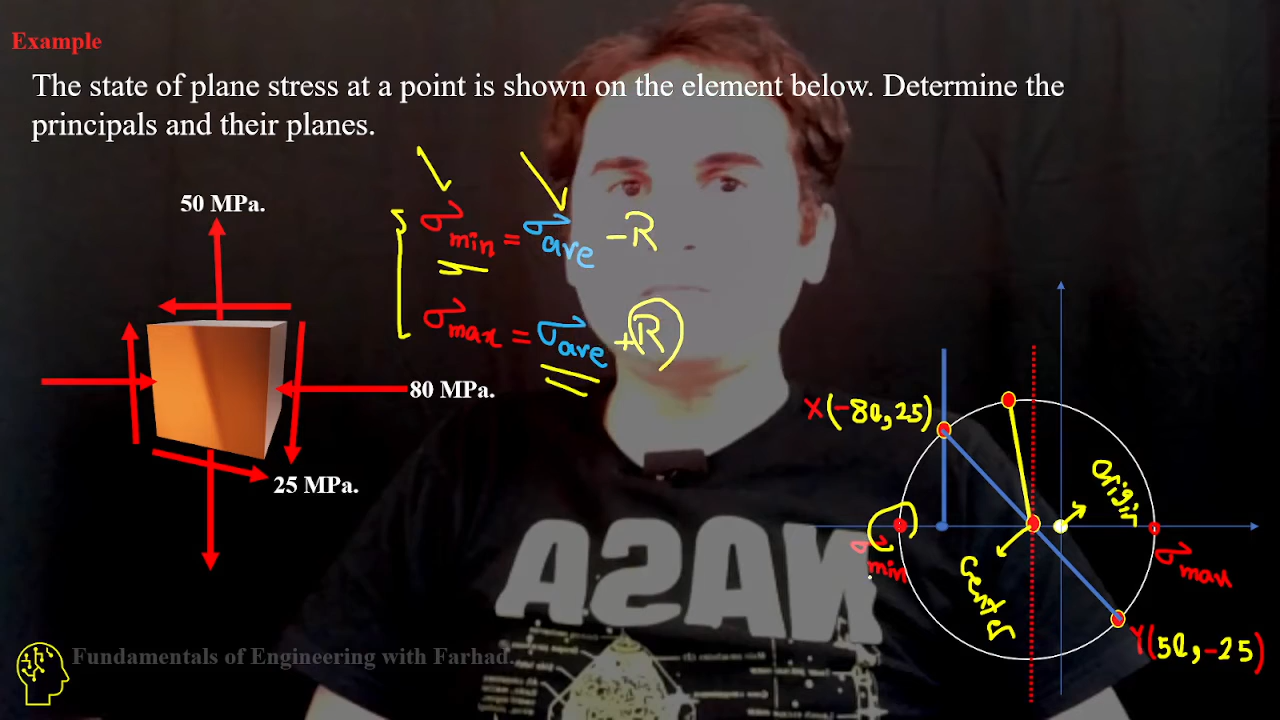 Example
The state of plane stress at a point is shown on the element below. Determine the
principals and their planes.
50 MPa.
σmin = σave - R
σmax = σave + R
80 MPa.
25 MPa.
X(-80,25)
origin
center
σmin
σmax
Y(50,-25)
NASA
Fundamentals of Engineering with Farhad.